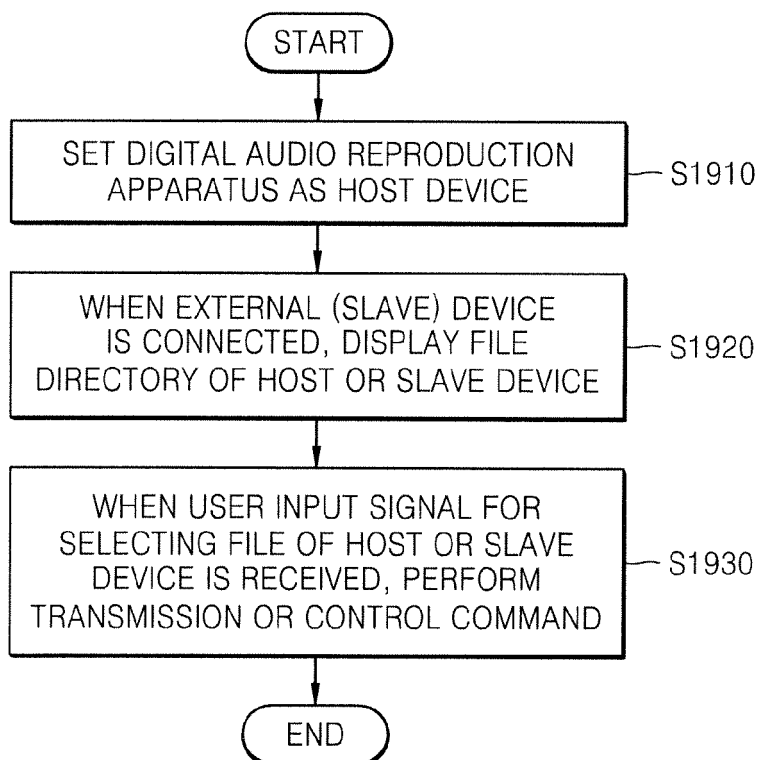 START
SET DIGITAL AUDIO REPRODUCTION
APPARATUS AS HOST DEVICE
S1910
WHEN EXTERNAL (SLAVE) DEVICE
IS CONNECTED, DISPLAY FILE
DIRECTORY OF HOST OR SLAVE DEVICE
S1920
WHEN USER INPUT SIGNAL FOR
SELECTING FILE OF HOST OR SLAVE
DEVICE IS RECEIVED, PERFORM
TRANSMISSION OR CONTROL COMMAND
S1930
END